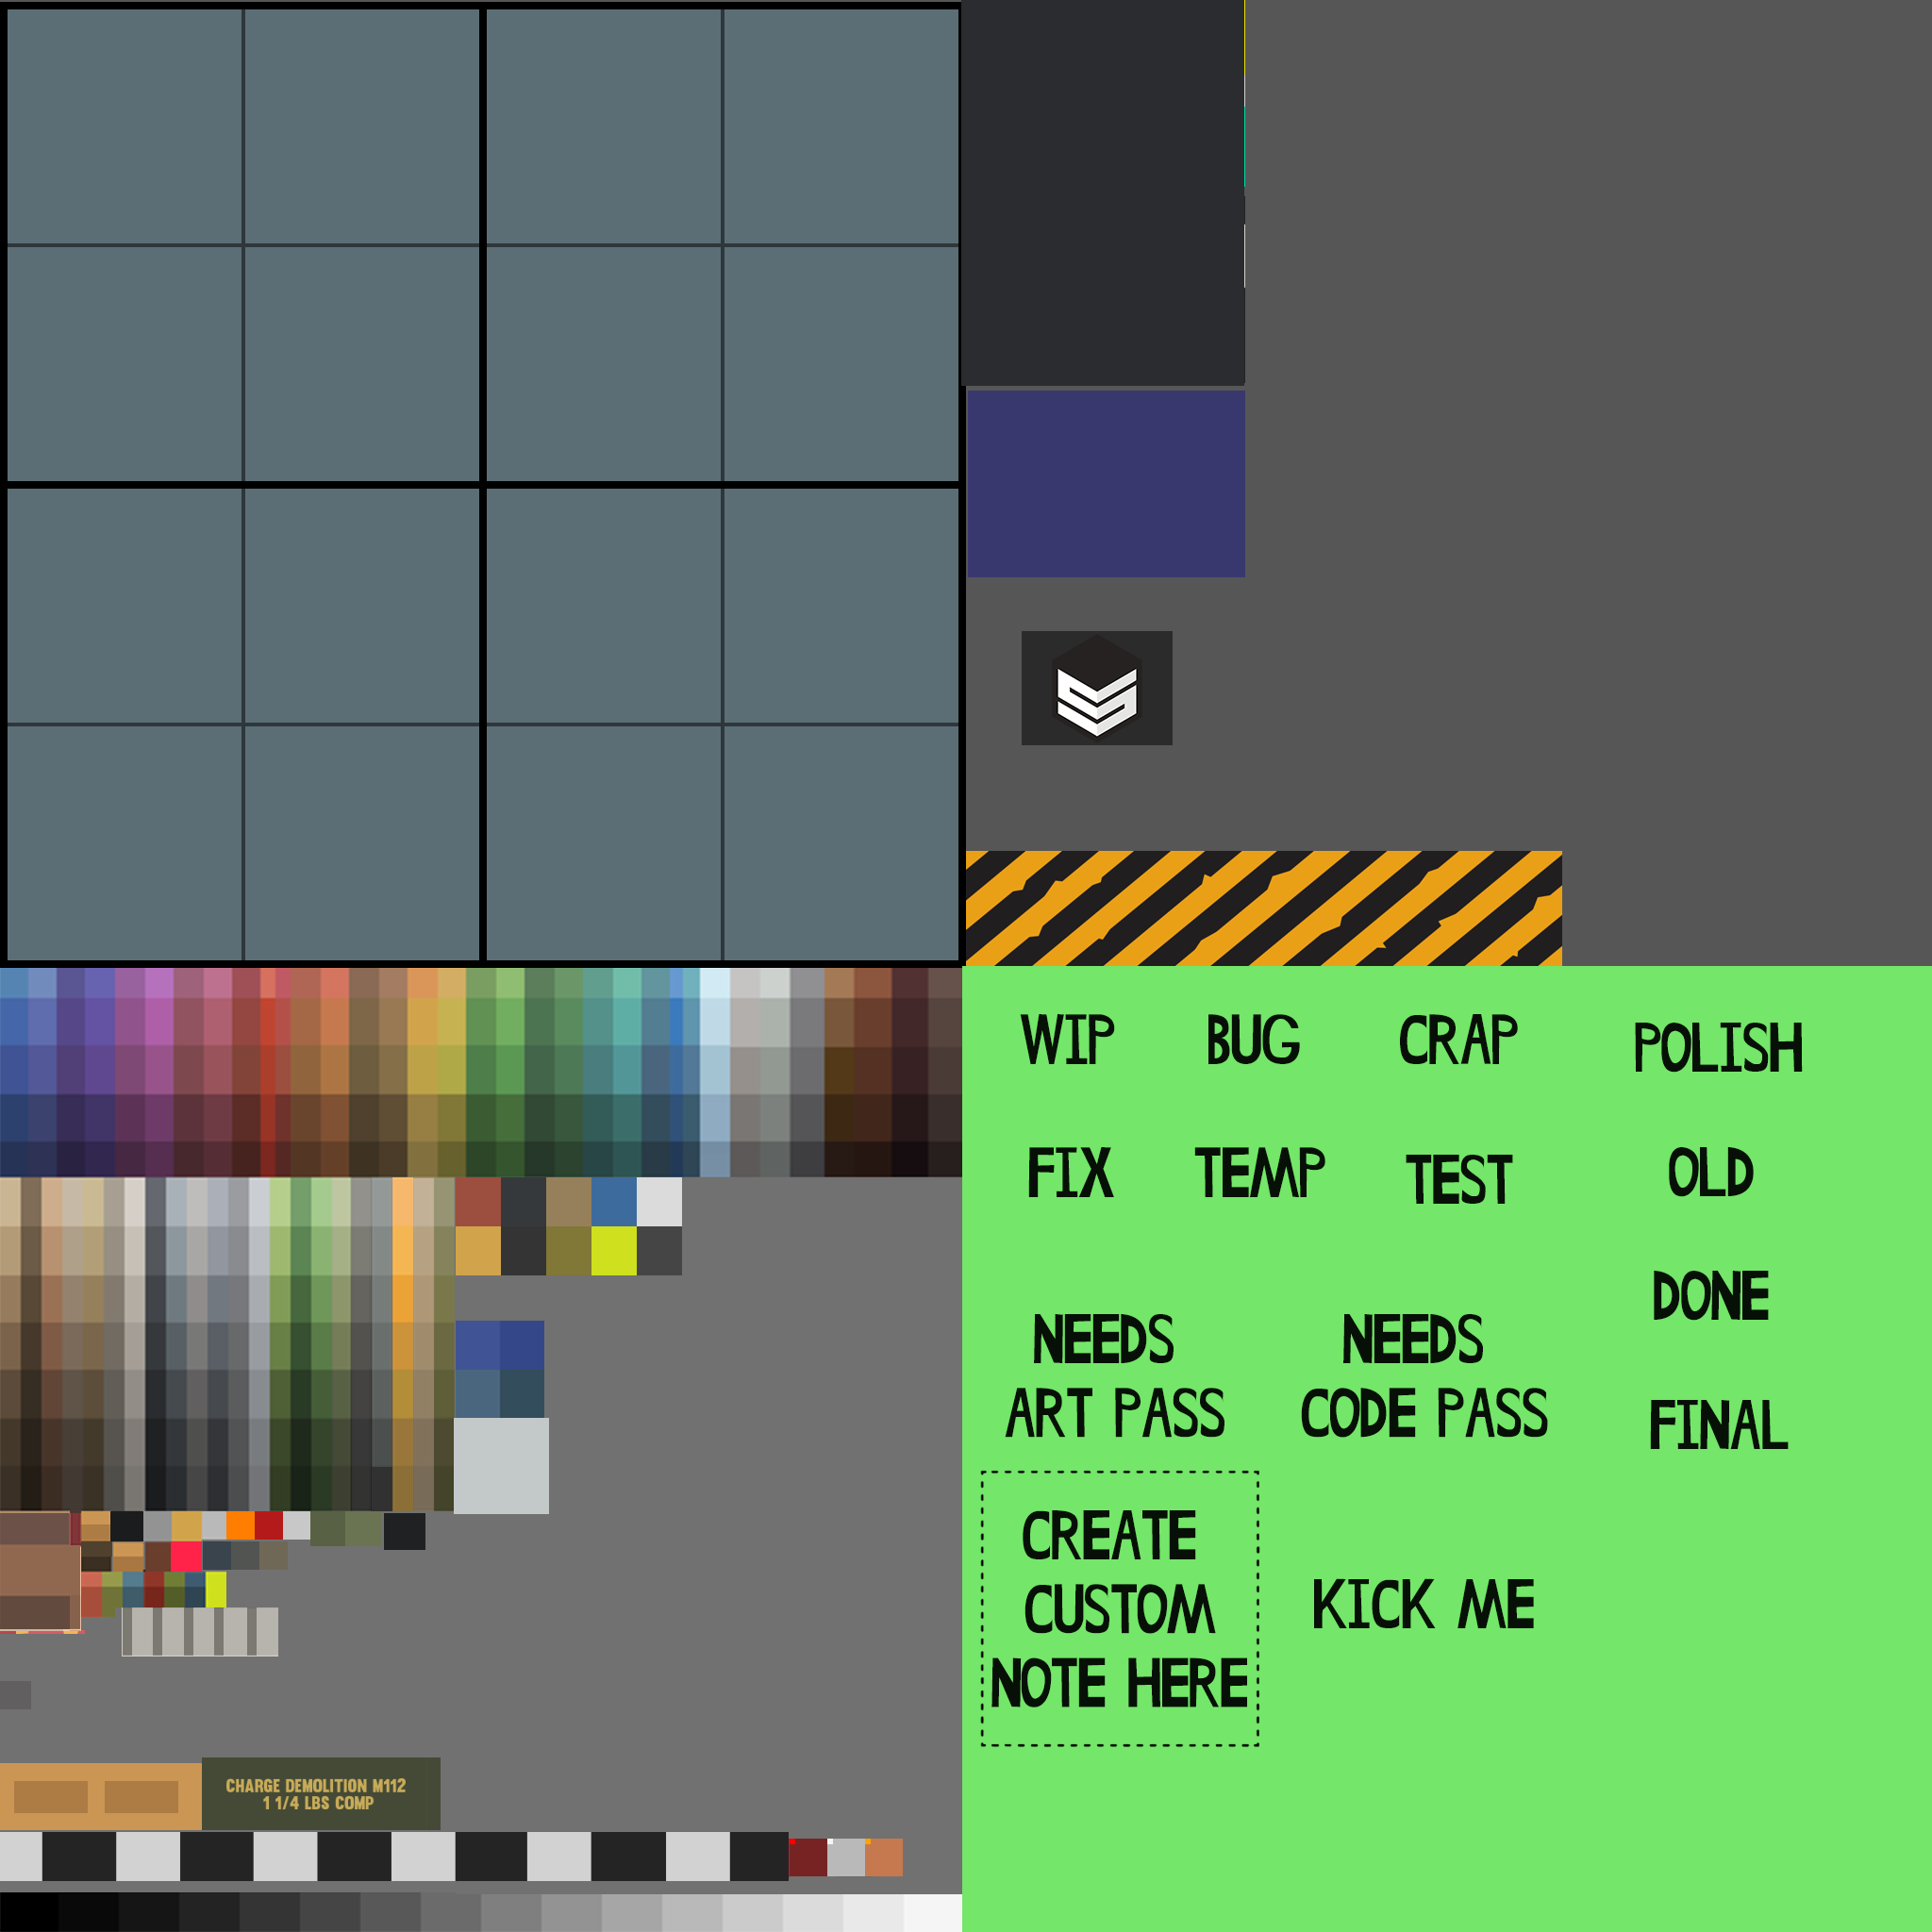 WIP BUG CRAP POLISH
FIX TEMP TEST OLD
DONE
NEEDS
ART PASS
NEEDS
CODE PASS
FINAL
CREATE
CUSTOM
NOTE HERE
KICK ME
CHARGE DEMOLITION M112
1 1/4 LBS COMP